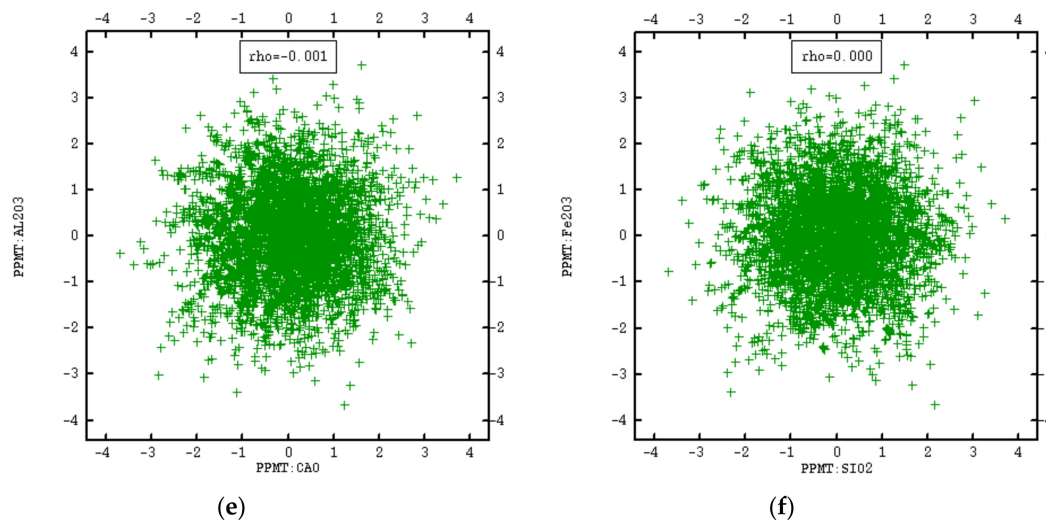 -4 -3 -2 -1 0 1 2 3 4
-4 -3 -2 -1 0 1 2 3 4
rho=-0.001
rho=0.000
4 4 4 4
3 3 3 3
2 2 2 2
1 1 1 1
0 0 0 0
-1 -1 -1 -1
-2 -2 -2 -2
-3 -3 -3 -3
-4 -4 -4 -4
PPMT:AL2O3
PPMT:Fe2O3
-4 -3 -2 -1 0 1 2 3 4
-4 -3 -2 -1 0 1 2 3 4
PPMT:CAO
PPMT:SIO2
(e)
(f)